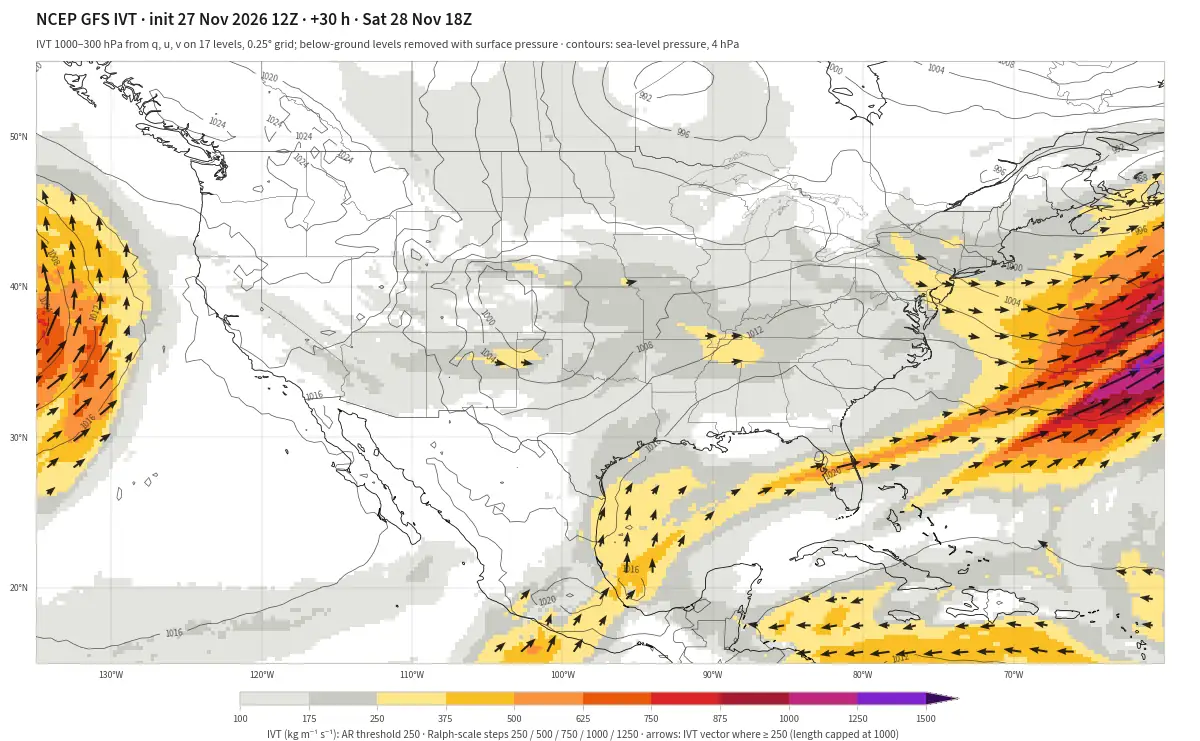 NCEP GFS IVT · init 27 Nov 2026 12Z · +30 h · Sat 28 Nov 18Z
IVT 1000–300 hPa from q, u, v on 17 levels, 0.25° grid; below-ground levels removed with surface pressure · contours: sea-level pressure, 4 hPa
1020
1000
1004
1008
992
1024
1024
1024
1024
1024
996
50°N
996
996
1000
1008
1004
40°N
1012
1000
1012
1004
1008
1016
1016
30°N
1020
1016
20°N
1020
1016
1012
130°W
120°W
110°W
100°W
90°W
80°W
70°W
100
175
250
375
500
625
750
875
1000
1250
1500
IVT (kg m⁻¹ s⁻¹): AR threshold 250 · Ralph-scale steps 250 / 500 / 750 / 1000 / 1250 · arrows: IVT vector where ≥ 250 (length capped at 1000)